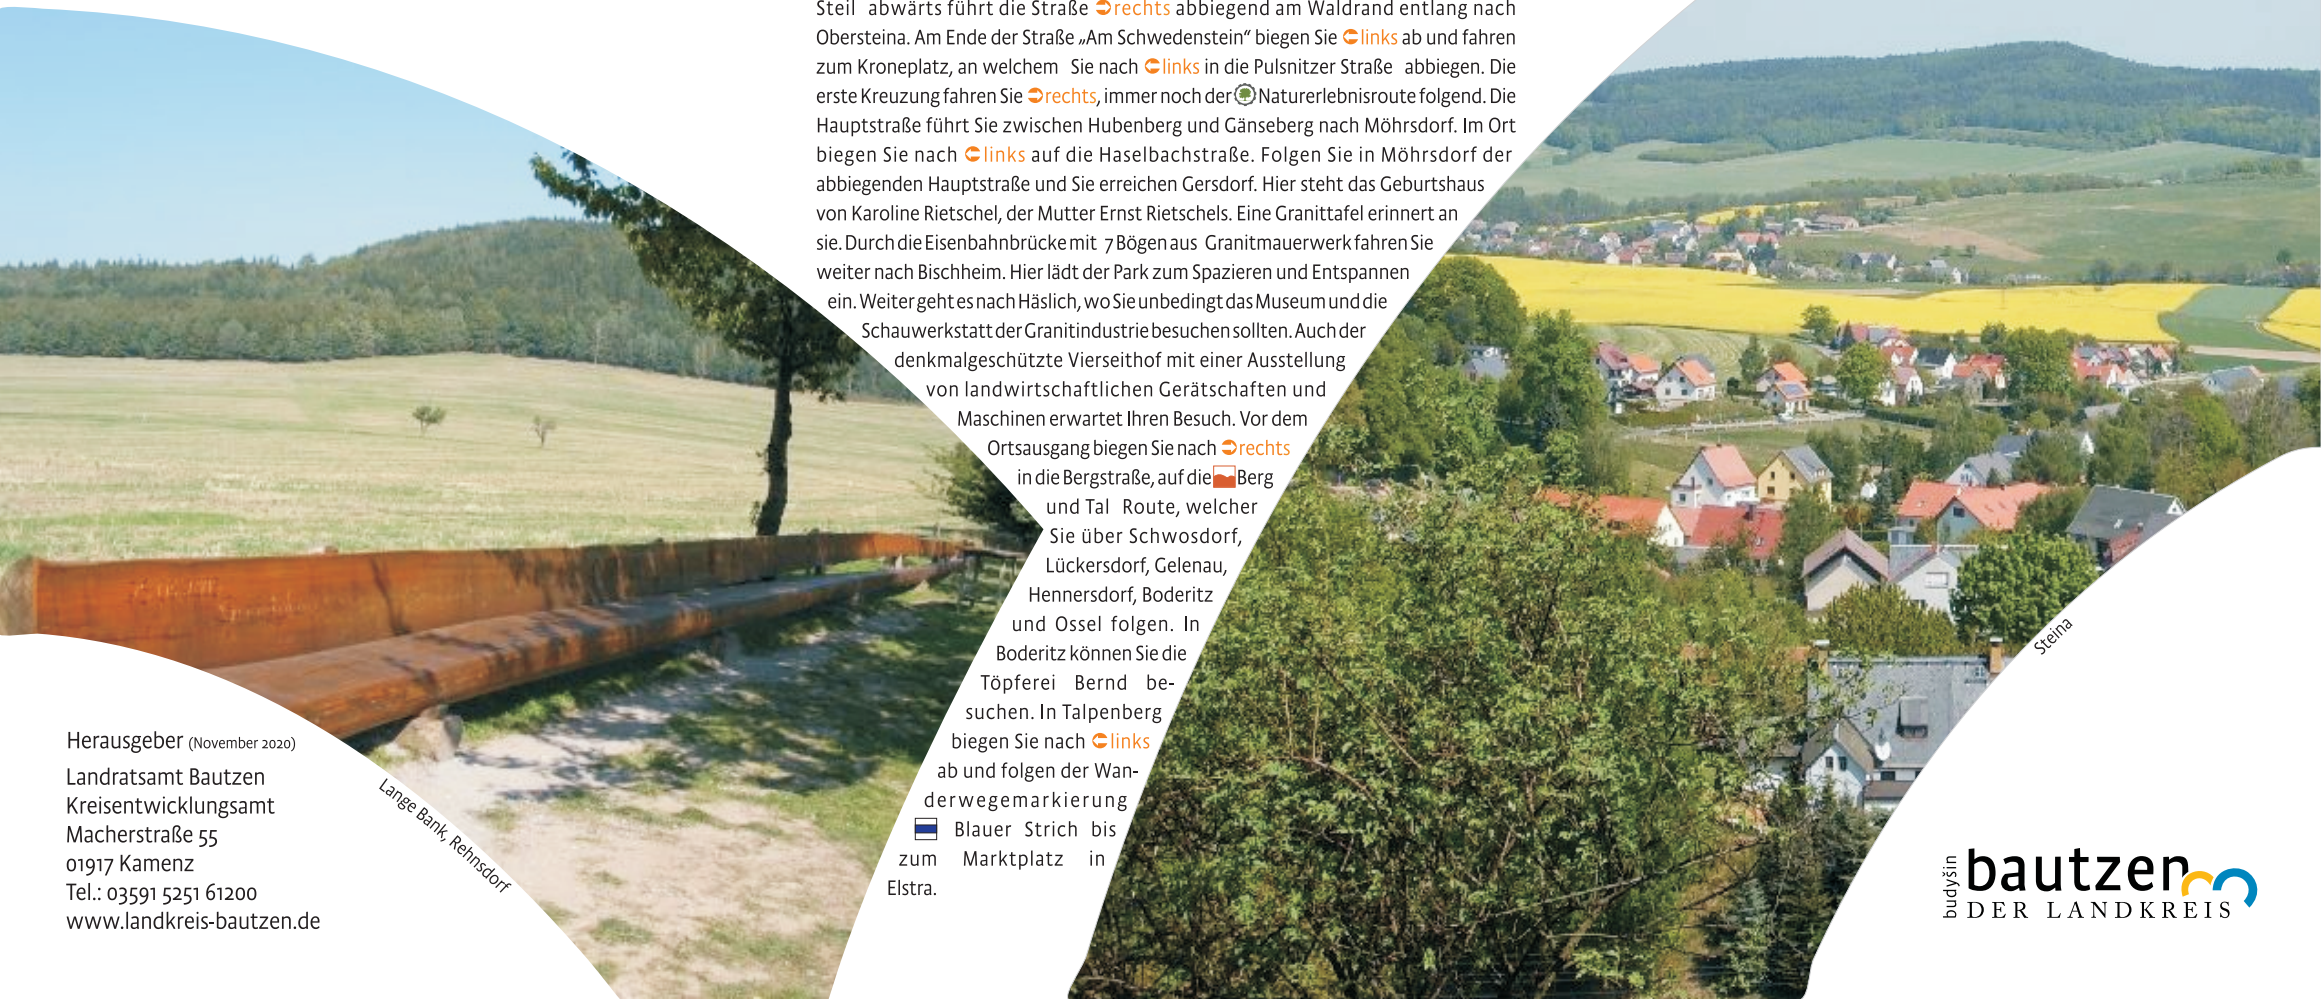 Steil abwärts führt die Straße rechts abbiegend am Waldrand entlang nach
Obersteina. Am Ende der Straße „Am Schwedenstein“ biegen Sie links ab und fahren
zum Kroneplatz, an welchem Sie nach links in die Pulsnitzer Straße abbiegen. Die
erste Kreuzung fahren Sie rechts, immer noch der Naturerlebnisroute folgend. Die
Hauptstraße führt Sie zwischen Hubenberg und Gänseberg nach Möhrsdorf. Im Ort
biegen Sie nach links auf die Haselbachstraße. Folgen Sie in Möhrsdorf der
abbiegenden Hauptstraße und Sie erreichen Gersdorf. Hier steht das Geburtshaus
von Karoline Rietschel, der Mutter Ernst Rietschels. Eine Granittafel erinnert an
sie. Durch die Eisenbahnbrücke mit 7 Bögen aus Granitmauerwerk fahren Sie
weiter nach Bischheim. Hier lädt der Park zum Spazieren und Entspannen
ein. Weiter geht es nach Häslich, wo Sie unbedingt das Museum und die
Schauwerkstatt der Granitindustrie besuchen sollten. Auch der
denkmalgeschützte Vierseithof mit einer Ausstellung
von landwirtschaftlichen Gerätschaften und
Maschinen erwartet Ihren Besuch. Vor dem
Ortsausgang biegen Sie nach rechts
in die Bergstraße, auf die Berg
und Tal Route, welcher
Sie über Schwosdorf,
Lückersdorf, Gelenau,
Hennersdorf, Boderitz
und Ossel folgen. In
Boderitz können Sie die
Töpferei Bernd be-
suchen. In Talpenberg
biegen Sie nach links
ab und folgen der Wan-
derwegemarkierung
Blauer Strich bis
zum Marktplatz in
Elstra.
Herausgeber (November 2020)
Landratsamt Bautzen
Kreisentwicklungsamt
Macherstraße 55
01917 Kamenz
Tel.: 03591 5251 61200
www.landkreis-bautzen.de
Lange Bank, Rehnsdorf
Steina
budyšin
bautzen
DER LANDKREIS